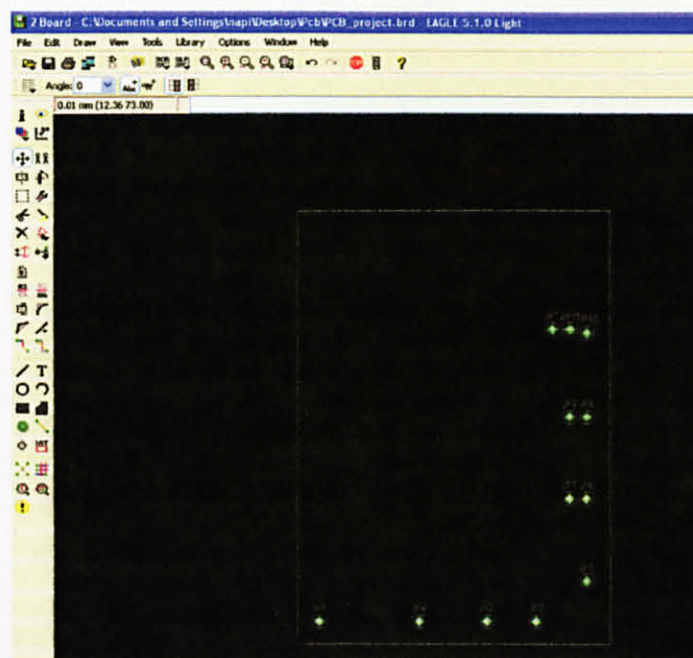 2 Board - C:\Documents and Settings\napi\Desktop\Pcb\PCB_project.brd - EAGLE 5.1.0 Light
File Edit Draw View Tools Library Options Window Help
Angle: 0
0.01 mm (12.36 73.80)